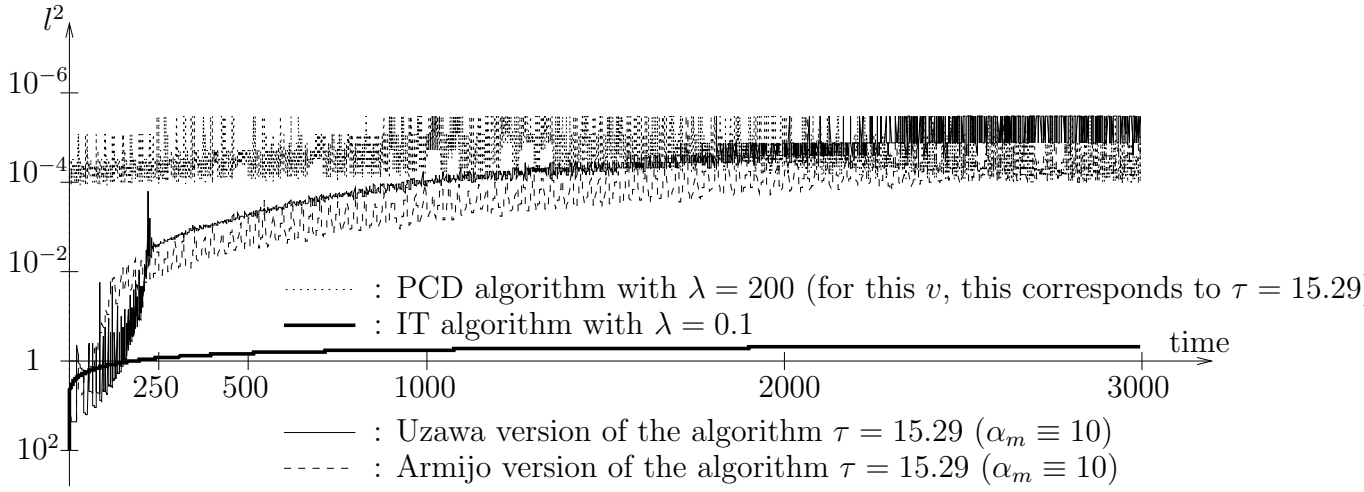 l²
10⁻⁶
10⁻⁴
10⁻²
: PCD algorithm with λ = 200 (for this v, this corresponds to τ = 15.29)
: IT algorithm with λ = 0.1
time
1
250 500 1000 2000 3000
10²
: Uzawa version of the algorithm τ = 15.29 (αₘ ≡ 10)
: Armijo version of the algorithm τ = 15.29 (αₘ ≡ 10)